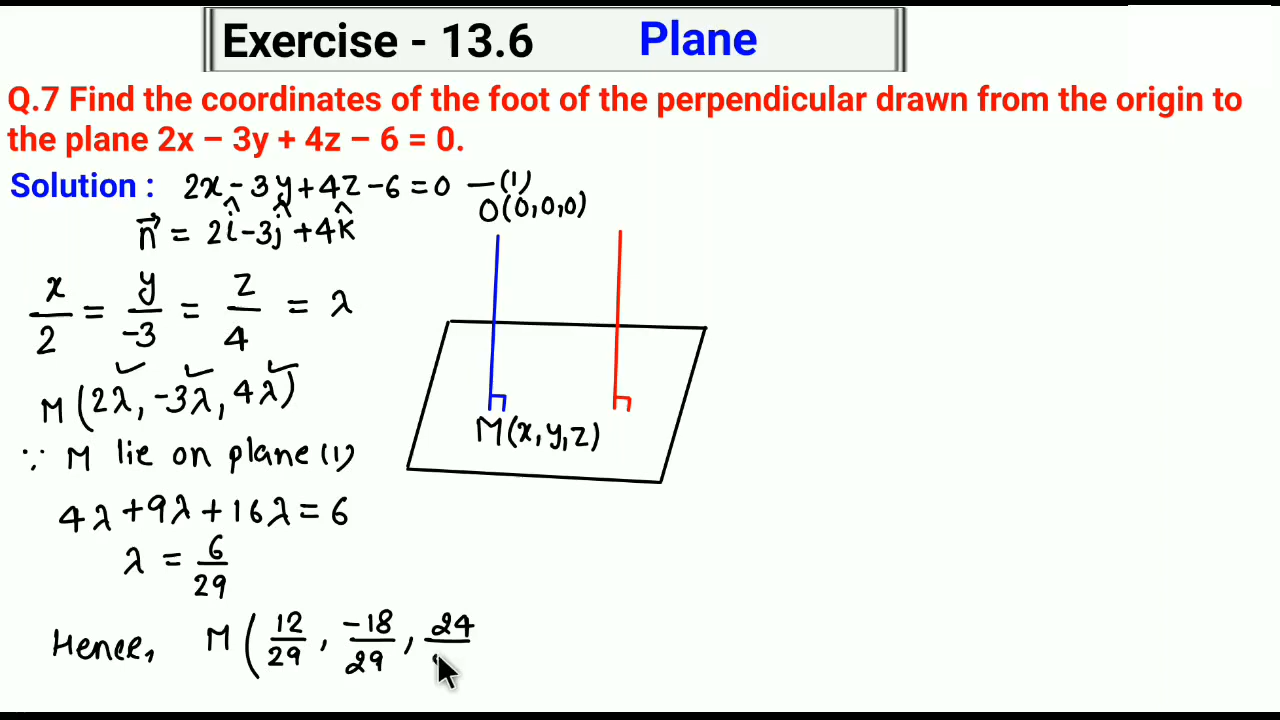 Exercise - 13.6 Plane
Q.7 Find the coordinates of the foot of the perpendicular drawn from the origin to
the plane 2x – 3y + 4z – 6 = 0.
Solution : 2x - 3y + 4z - 6 = 0 — (1)
O(0,0,0)
n⃗ = 2î - 3ĵ + 4k̂
x/2 = y/-3 = z/4 = λ
M(2λ, -3λ, 4λ)
M(x, y, z)
∵ M lie on plane (1)
4λ + 9λ + 16λ = 6
λ = 6/29
Hence, M( 12/29 , -18/29 , 24